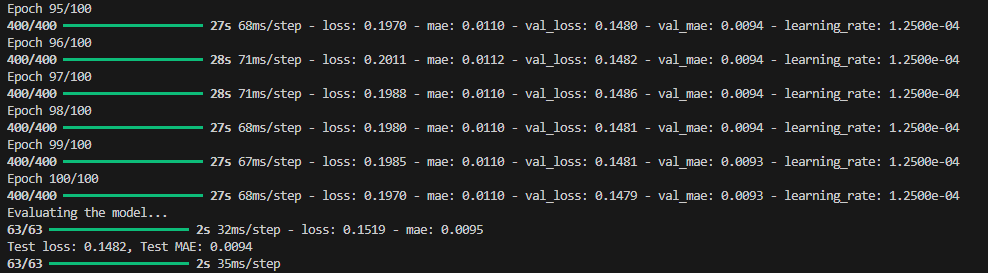 Epoch 95/100
400/400 27s 68ms/step - loss: 0.1970 - mae: 0.0110 - val_loss: 0.1480 - val_mae: 0.0094 - learning_rate: 1.2500e-04
Epoch 96/100
400/400 28s 71ms/step - loss: 0.2011 - mae: 0.0112 - val_loss: 0.1482 - val_mae: 0.0094 - learning_rate: 1.2500e-04
Epoch 97/100
400/400 28s 71ms/step - loss: 0.1988 - mae: 0.0110 - val_loss: 0.1486 - val_mae: 0.0094 - learning_rate: 1.2500e-04
Epoch 98/100
400/400 27s 68ms/step - loss: 0.1980 - mae: 0.0110 - val_loss: 0.1481 - val_mae: 0.0094 - learning_rate: 1.2500e-04
Epoch 99/100
400/400 27s 67ms/step - loss: 0.1985 - mae: 0.0110 - val_loss: 0.1481 - val_mae: 0.0093 - learning_rate: 1.2500e-04
Epoch 100/100
400/400 27s 68ms/step - loss: 0.1970 - mae: 0.0110 - val_loss: 0.1479 - val_mae: 0.0093 - learning_rate: 1.2500e-04
Evaluating the model...
63/63 2s 32ms/step - loss: 0.1519 - mae: 0.0095
Test loss: 0.1482, Test MAE: 0.0094
63/63 2s 35ms/step